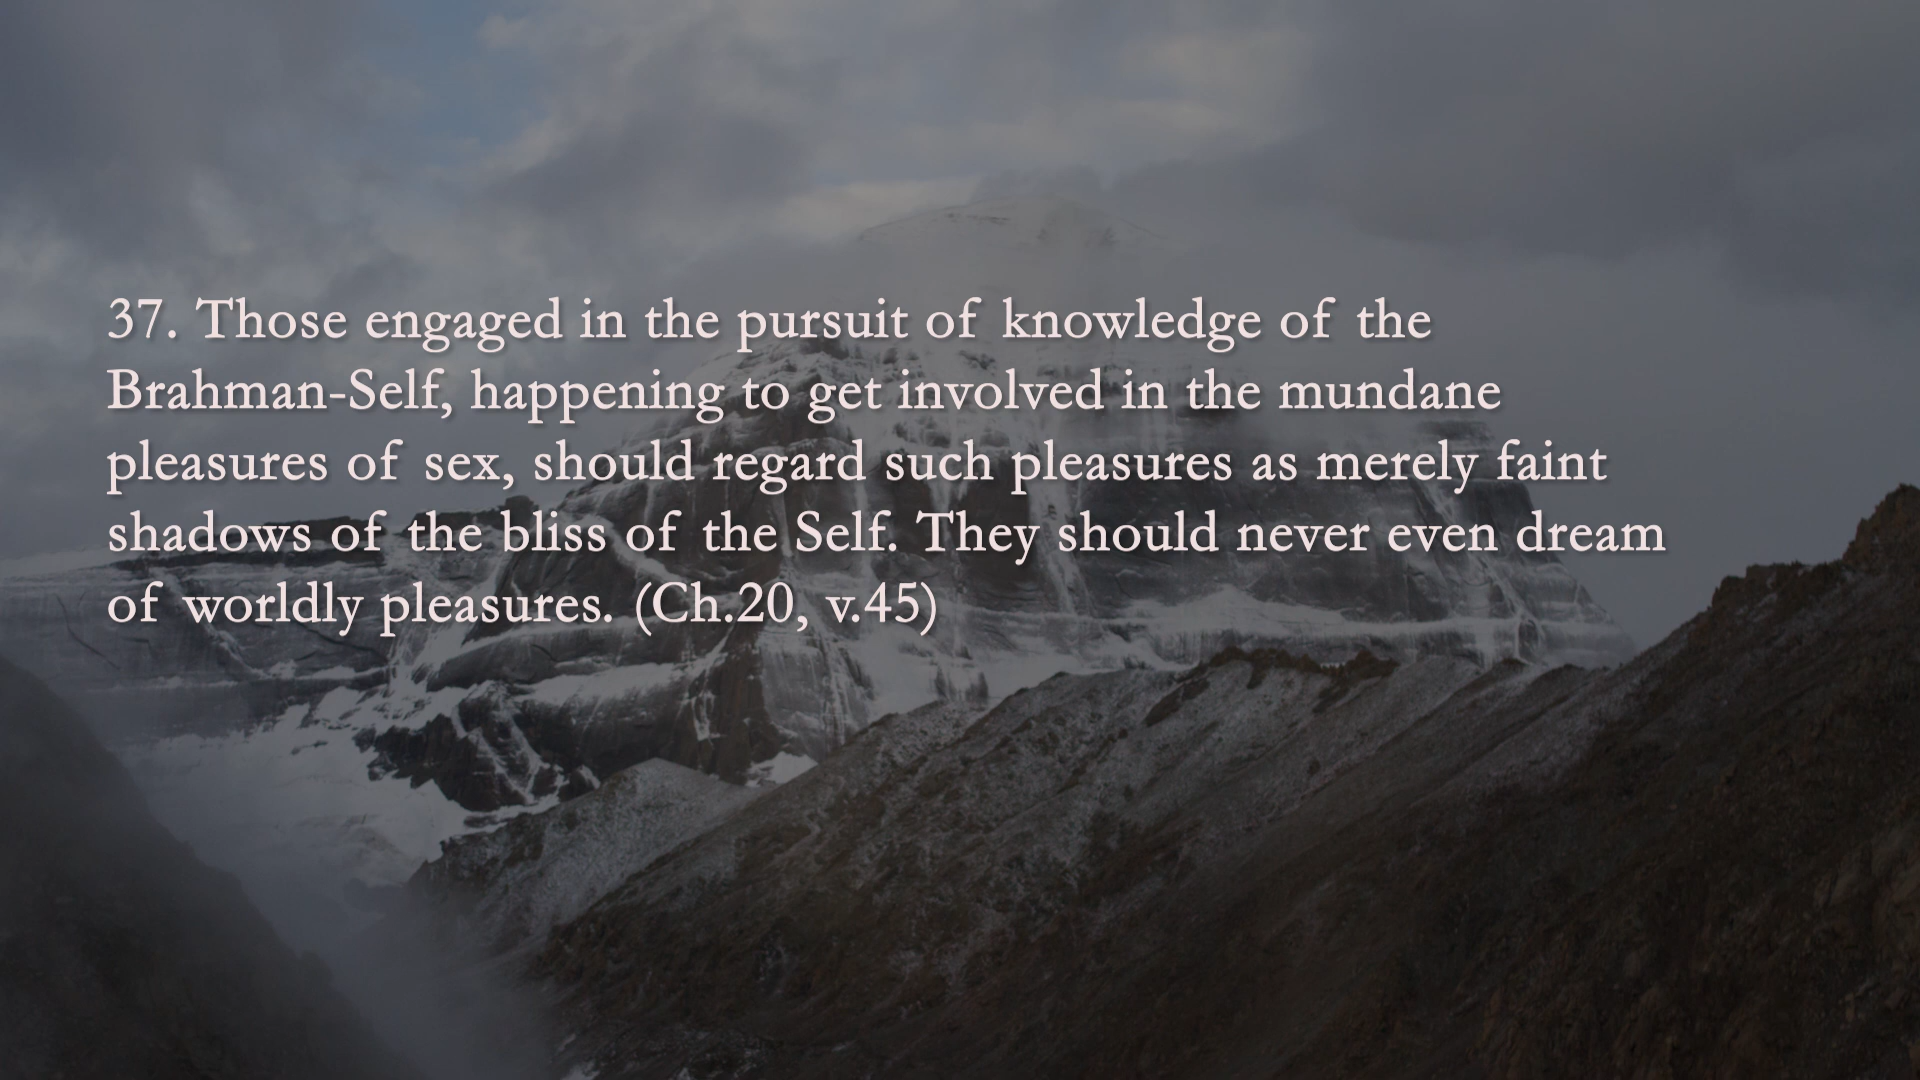 37. Those engaged in the pursuit of knowledge of the
Brahman-Self, happening to get involved in the mundane
pleasures of sex, should regard such pleasures as merely faint
shadows of the bliss of the Self. They should never even dream
of worldly pleasures. (Ch.20, v.45)